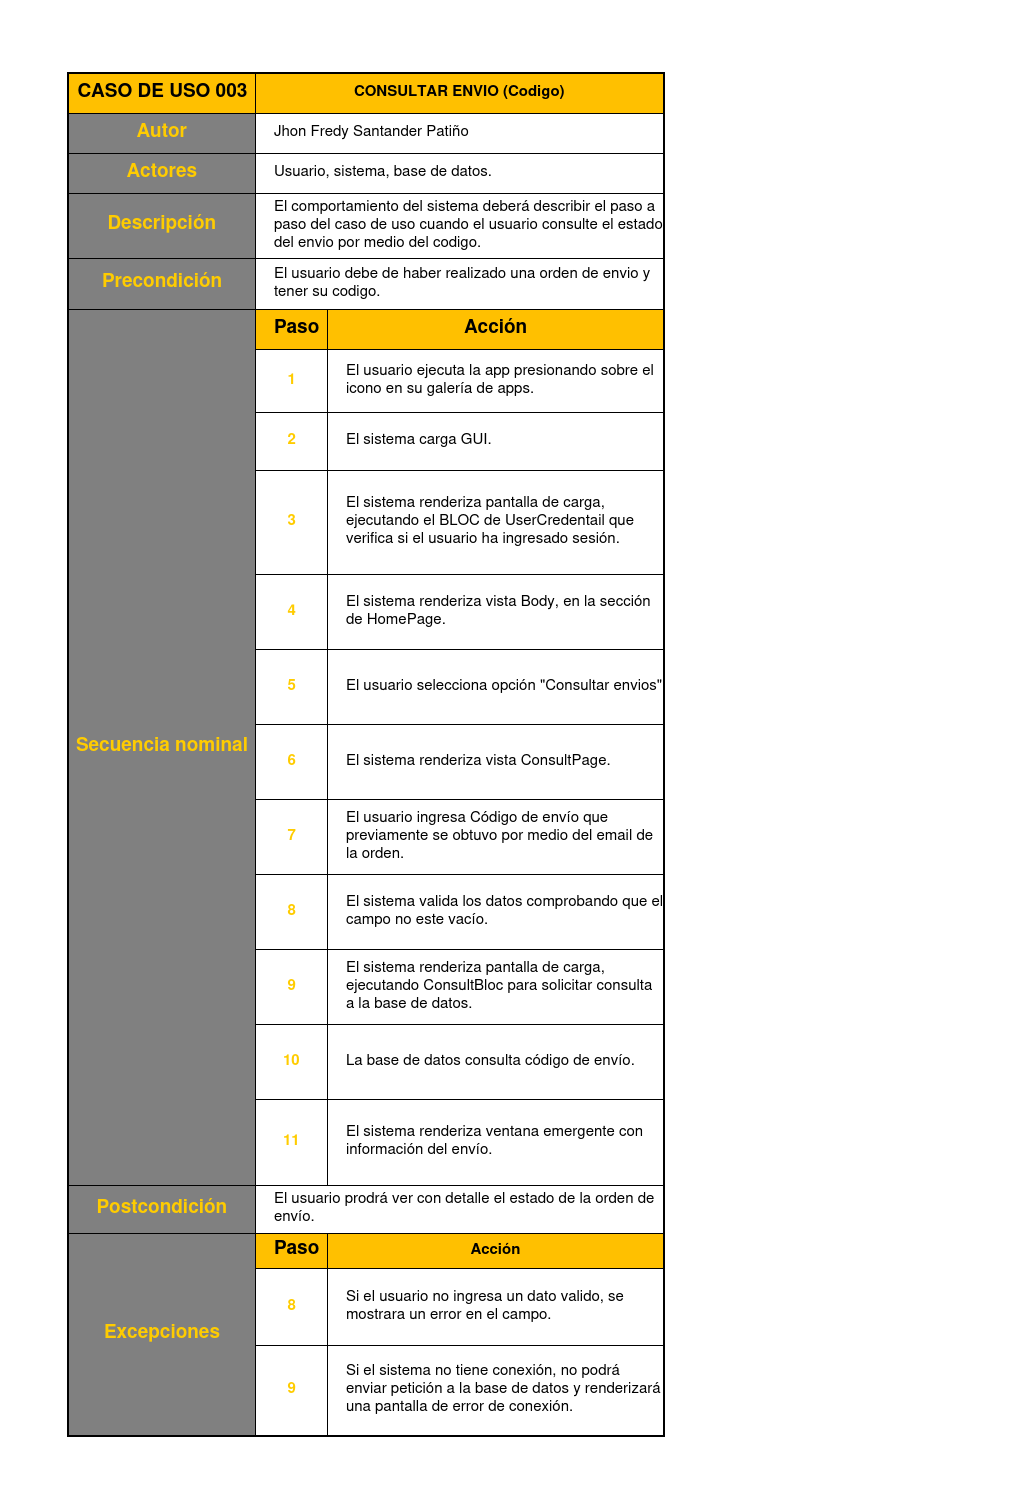 CASO DE USO 003
CONSULTAR ENVIO (Codigo)
Autor
Jhon Fredy Santander Patiño
Actores
Usuario, sistema, base de datos.
Descripción
El comportamiento del sistema deberá describir el paso a
paso del caso de uso cuando el usuario consulte el estado
del envio por medio del codigo.
Precondición
El usuario debe de haber realizado una orden de envio y
tener su codigo.
Secuencia nominal
Paso
Acción
1
El usuario ejecuta la app presionando sobre el
icono en su galería de apps.
2
El sistema carga GUI.
3
El sistema renderiza pantalla de carga,
ejecutando el BLOC de UserCredentail que
verifica si el usuario ha ingresado sesión.
4
El sistema renderiza vista Body, en la sección
de HomePage.
5
El usuario selecciona opción "Consultar envios"
6
El sistema renderiza vista ConsultPage.
7
El usuario ingresa Código de envío que
previamente se obtuvo por medio del email de
la orden.
8
El sistema valida los datos comprobando que el
campo no este vacío.
9
El sistema renderiza pantalla de carga,
ejecutando ConsultBloc para solicitar consulta
a la base de datos.
10
La base de datos consulta código de envío.
11
El sistema renderiza ventana emergente con
información del envío.
Postcondición
El usuario prodrá ver con detalle el estado de la orden de
envío.
Excepciones
Paso
Acción
8
Si el usuario no ingresa un dato valido, se
mostrara un error en el campo.
9
Si el sistema no tiene conexión, no podrá
enviar petición a la base de datos y renderizará
una pantalla de error de conexión.